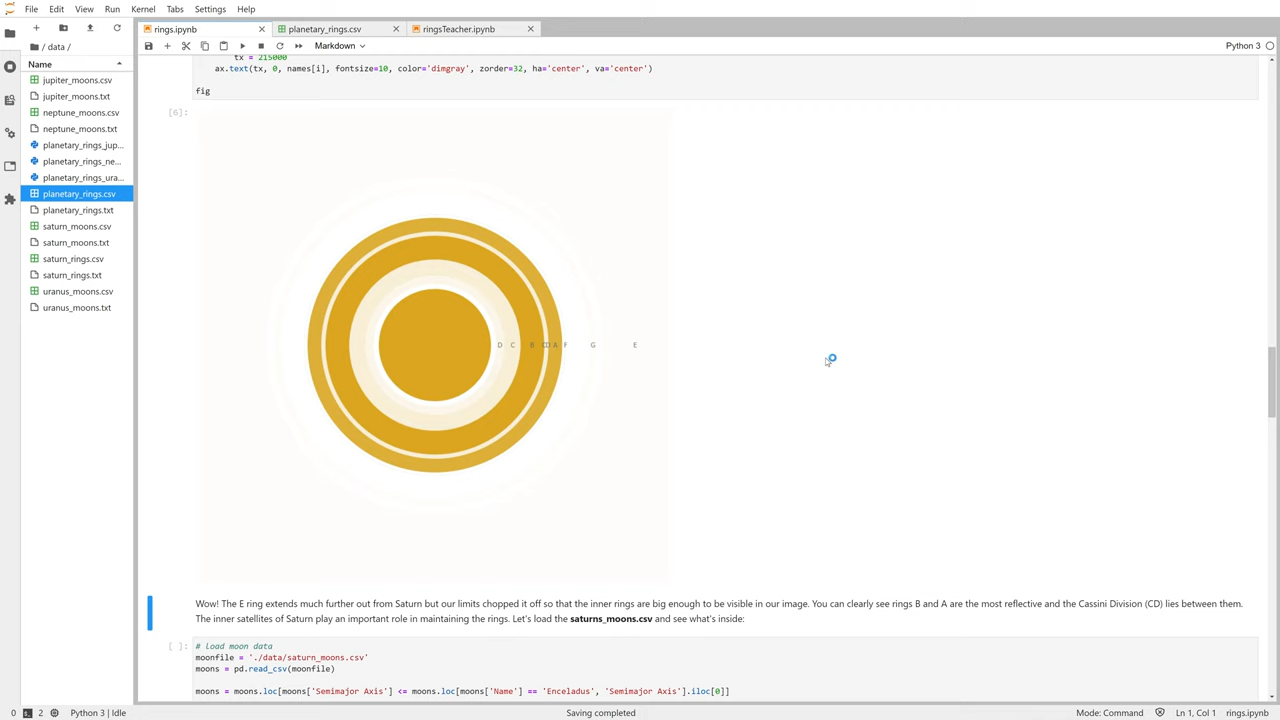 File Edit View Run Kernel Tabs Settings Help
rings.ipynb planetary_rings.csv ringsTeacher.ipynb
/ data /
Markdown
Python 3
Name
jupiter_moons.csv
jupiter_moons.txt
neptune_moons.csv
neptune_moons.txt
planetary_rings_jup...
planetary_rings_ne...
planetary_rings_ura...
planetary_rings.csv
planetary_rings.txt
saturn_moons.csv
saturn_moons.txt
saturn_rings.csv
saturn_rings.txt
uranus_moons.csv
uranus_moons.txt
tx = 215000
ax.text(tx, 0, names[i], fontsize=10, color='dimgray', zorder=32, ha='center', va='center')
fig
[6]:
D C B CD A F G E
Wow! The E ring extends much further out from Saturn but our limits chopped it off so that the inner rings are big enough to be visible in our image. You can clearly see rings B and A are the most reflective and the Cassini Division (CD) lies between them.
The inner satellites of Saturn play an important role in maintaining the rings. Let's load the saturns_moons.csv and see what's inside:
[ ]: # load moon data
moonfile = './data/saturn_moons.csv'
moons = pd.read_csv(moonfile)
moons = moons.loc[moons['Semimajor Axis'] <= moons.loc[moons['Name'] == 'Enceladus', 'Semimajor Axis'].iloc[0]]
0 2 Python 3 | Idle Saving completed Mode: Command Ln 1, Col 1 rings.ipynb